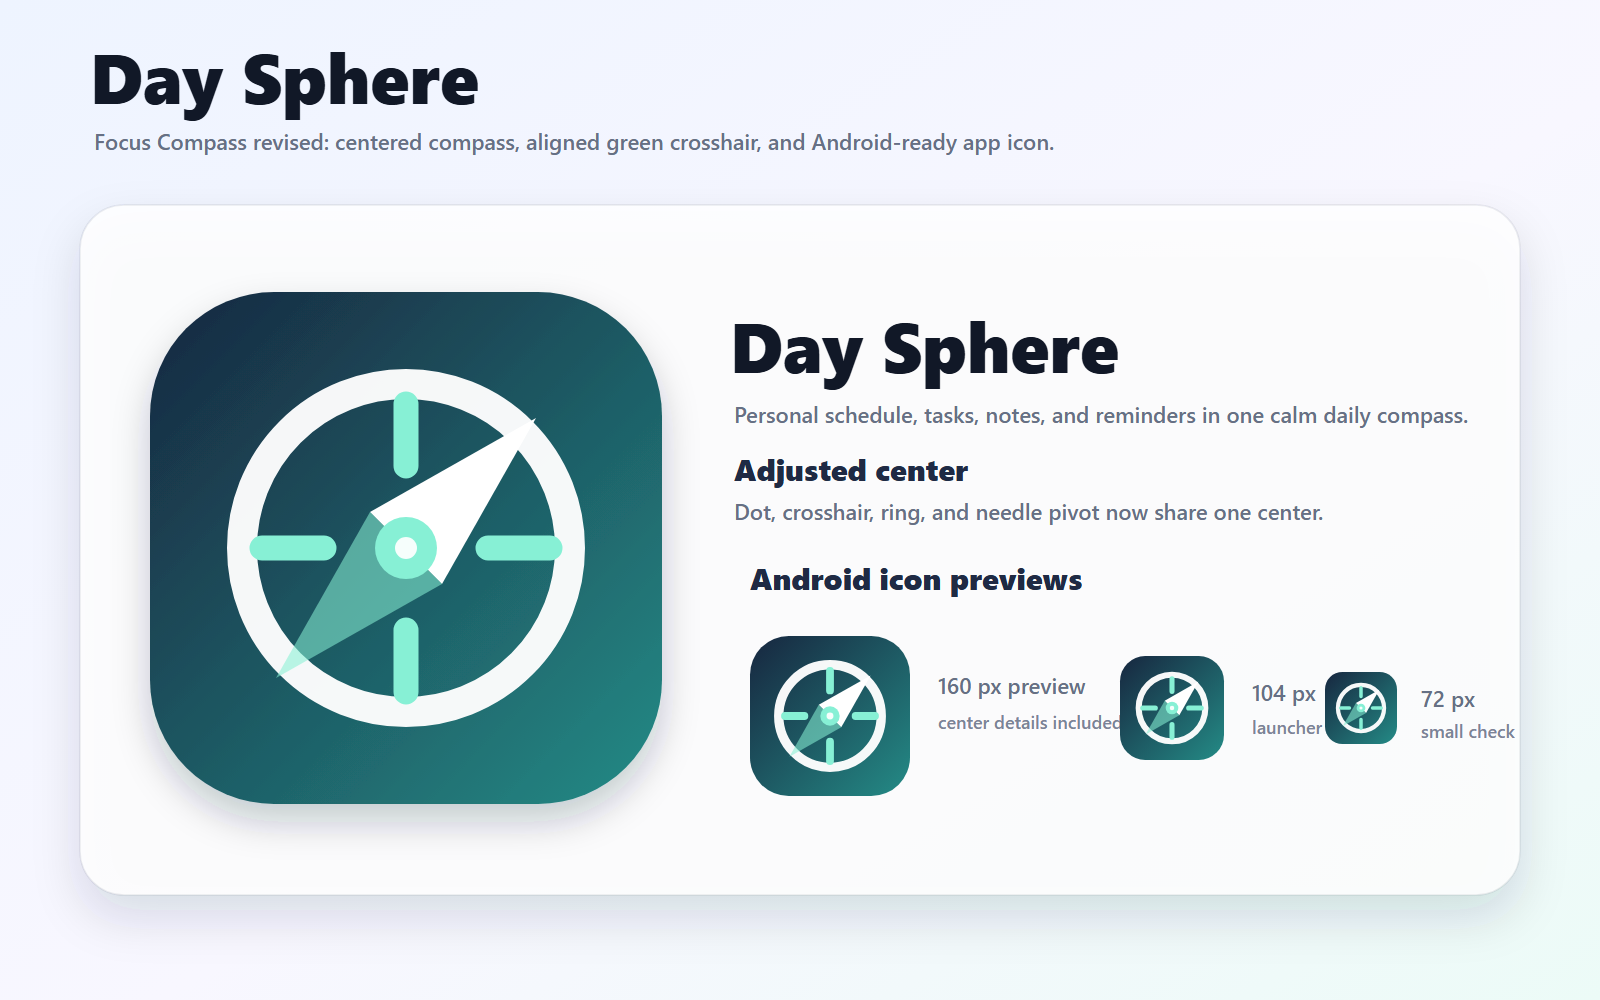 Day Sphere
Focus Compass revised: centered compass, aligned green crosshair, and Android-ready app icon.
Day Sphere
Personal schedule, tasks, notes, and reminders in one calm daily compass.
Adjusted center
Dot, crosshair, ring, and needle pivot now share one center.
Android icon previews
160 px preview
center details included
104 px
launcher
72 px
small check